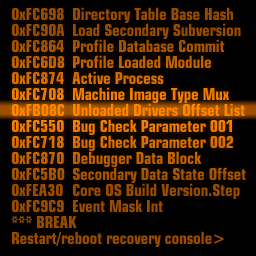 0xFC698 Directory Table Base Hash
0xFC90A Load Secondary Subversion
0xFC864 Profile Database Commit
0xFC6D8 Profile Loaded Module
0xFC874 Active Process
0xFC708 Machine Image Type Mux
0xFB08C Unloaded Drivers Offset List
0xFC550 Bug Check Parameter 001
0xFC718 Bug Check Parameter 002
0xFC870 Debugger Data Block
0xFC5B0 Secondary Data State Offset
0xFEA30 Core OS Build Version.Step
0xFC9C9 Event Mask Int
*** BREAK
Restart/reboot recovery console>